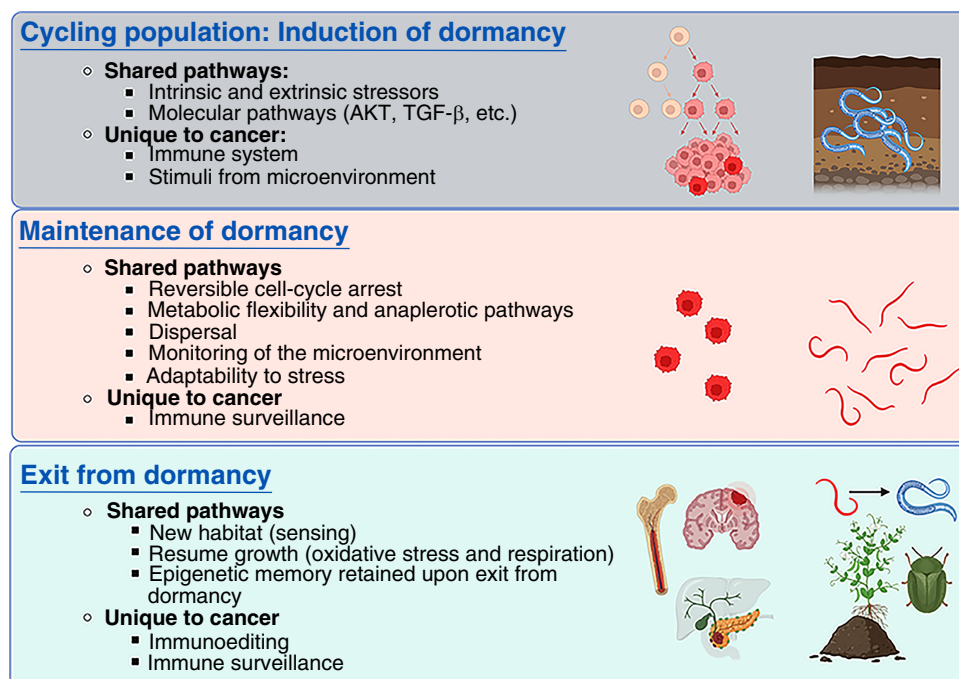 Cycling population: Induction of dormancy
Shared pathways:
Intrinsic and extrinsic stressors
Molecular pathways (AKT, TGF-β, etc.)
Unique to cancer:
Immune system
Stimuli from microenvironment
Maintenance of dormancy
Shared pathways
Reversible cell-cycle arrest
Metabolic flexibility and anaplerotic pathways
Dispersal
Monitoring of the microenvironment
Adaptability to stress
Unique to cancer
Immune surveillance
Exit from dormancy
Shared pathways
New habitat (sensing)
Resume growth (oxidative stress and respiration)
Epigenetic memory retained upon exit from
dormancy
Unique to cancer
Immunoediting
Immune surveillance